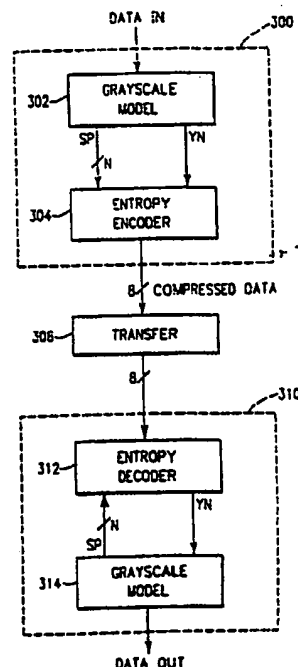 DATA IN
300
302
GRAYSCALE
MODEL
SP
N
YN
304
ENTROPY
ENCODER
8
COMPRESSED DATA
306
TRANSFER
8
310
312
ENTROPY
DECODER
SP
N
YN
314
GRAYSCALE
MODEL
DATA OUT